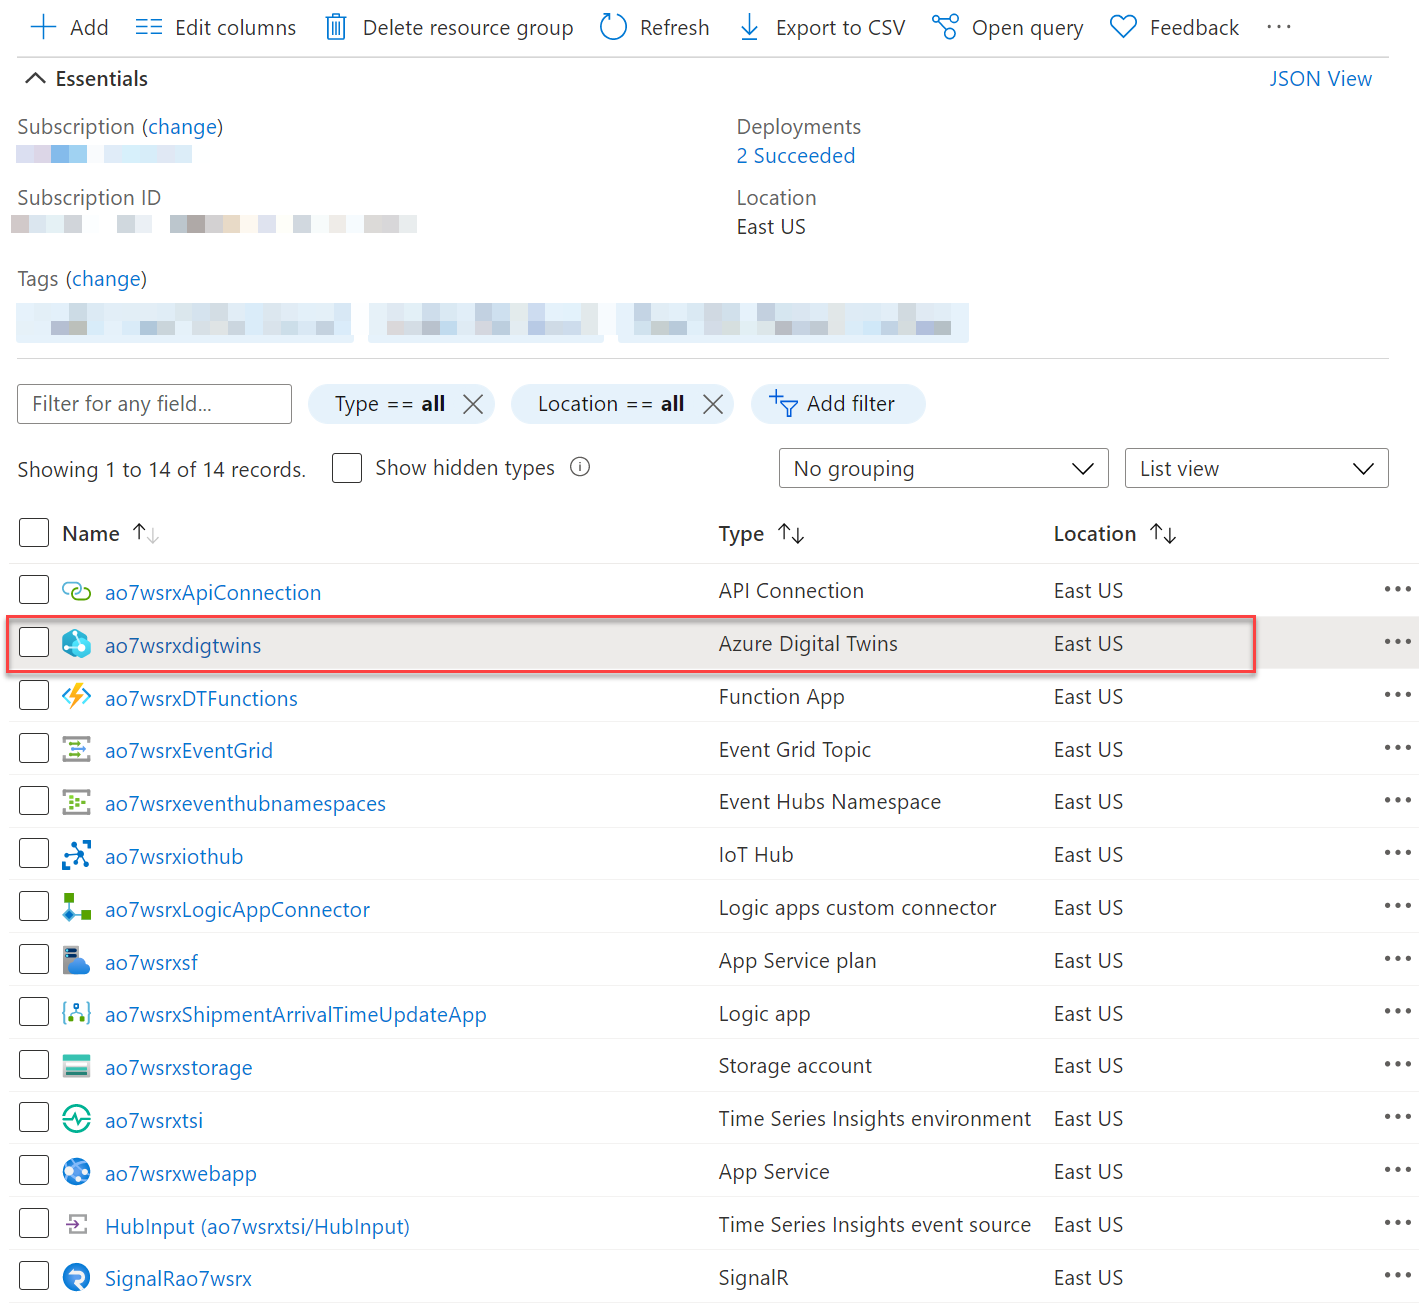 Add Edit columns Delete resource group Refresh Export to CSV Open query Feedback ...
Essentials JSON View
Subscription (change) Deployments
2 Succeeded
Subscription ID Location
East US
Tags (change)
Filter for any field... Type == all Location == all Add filter
Showing 1 to 14 of 14 records. Show hidden types No grouping List view
Name Type Location
ao7wsrxApiConnection API Connection East US
ao7wsrxdigtwins Azure Digital Twins East US
ao7wsrxDTFunctions Function App East US
ao7wsrxEventGrid Event Grid Topic East US
ao7wsrxeventhubnamespaces Event Hubs Namespace East US
ao7wsrxiothub IoT Hub East US
ao7wsrxLogicAppConnector Logic apps custom connector East US
ao7wsrxsf App Service plan East US
ao7wsrxShipmentArrivalTimeUpdateApp Logic app East US
ao7wsrxstorage Storage account East US
ao7wsrxtsi Time Series Insights environment East US
ao7wsrxwebapp App Service East US
HubInput (ao7wsrxtsi/HubInput) Time Series Insights event source East US
SignalRao7wsrx SignalR East US